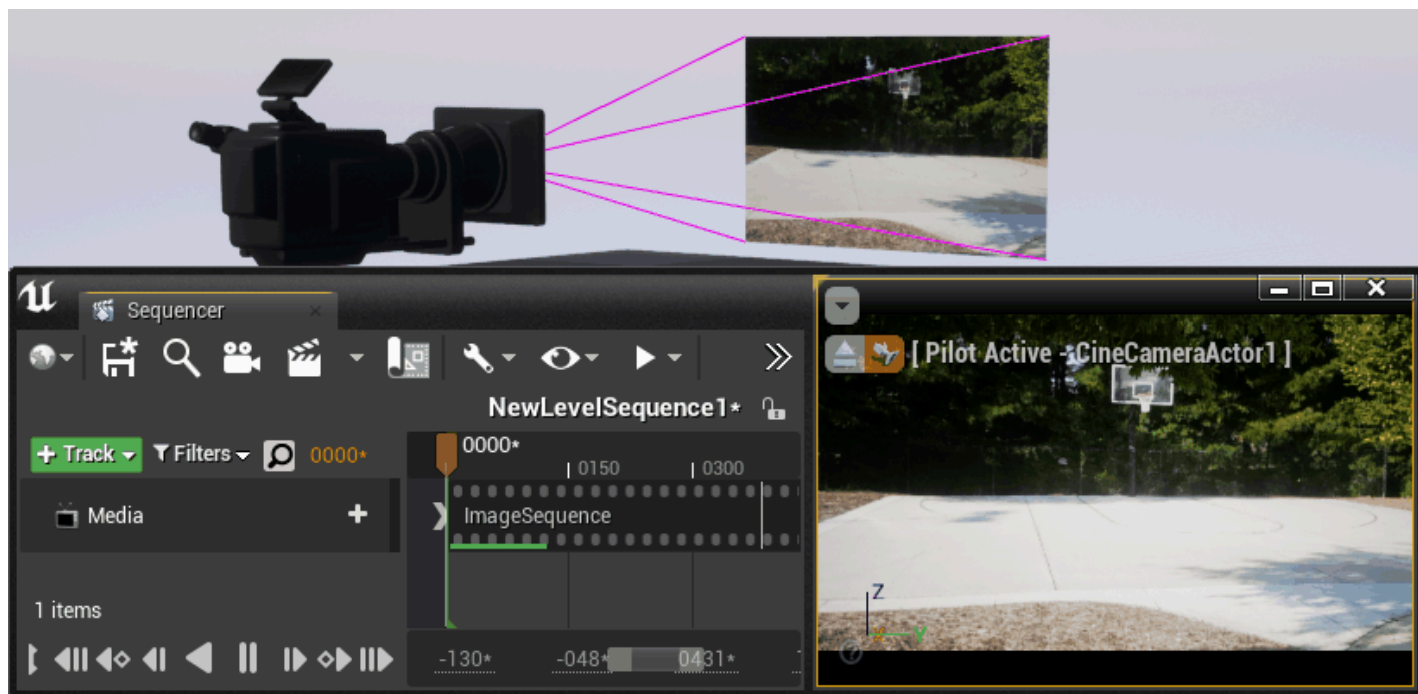 Sequencer
[ Pilot Active - CineCameraActor1 ]
NewLevelSequence1*
+ Track Filters 0000*
0000*
0150 0300
Media +
ImageSequence
1 items
-130* -048* 0431*
Z
X Y